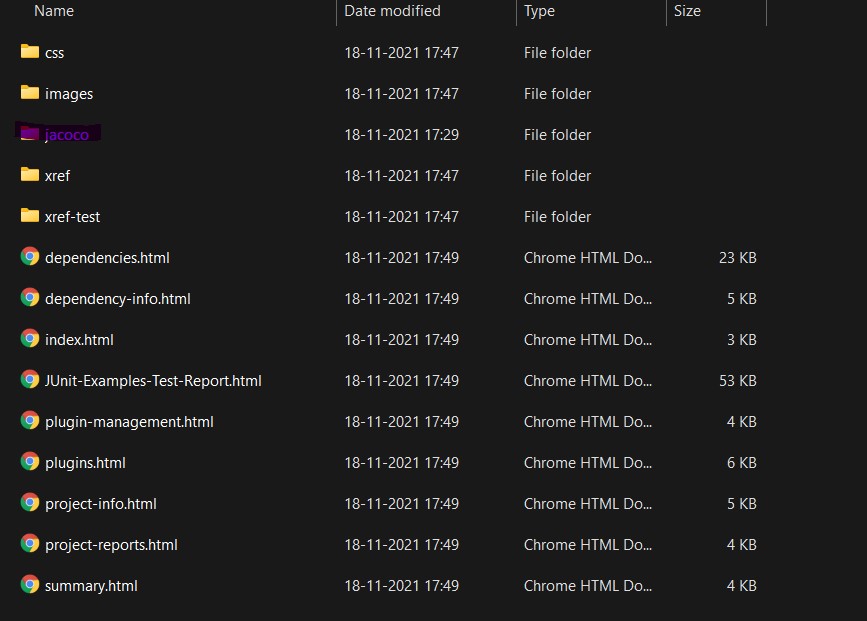 Name Date modified Type Size
css 18-11-2021 17:47 File folder
images 18-11-2021 17:47 File folder
jacoco 18-11-2021 17:29 File folder
xref 18-11-2021 17:47 File folder
xref-test 18-11-2021 17:47 File folder
dependencies.html 18-11-2021 17:49 Chrome HTML Do... 23 KB
dependency-info.html 18-11-2021 17:49 Chrome HTML Do... 5 KB
index.html 18-11-2021 17:49 Chrome HTML Do... 3 KB
JUnit-Examples-Test-Report.html 18-11-2021 17:49 Chrome HTML Do... 53 KB
plugin-management.html 18-11-2021 17:49 Chrome HTML Do... 4 KB
plugins.html 18-11-2021 17:49 Chrome HTML Do... 6 KB
project-info.html 18-11-2021 17:49 Chrome HTML Do... 5 KB
project-reports.html 18-11-2021 17:49 Chrome HTML Do... 4 KB
summary.html 18-11-2021 17:49 Chrome HTML Do... 4 KB